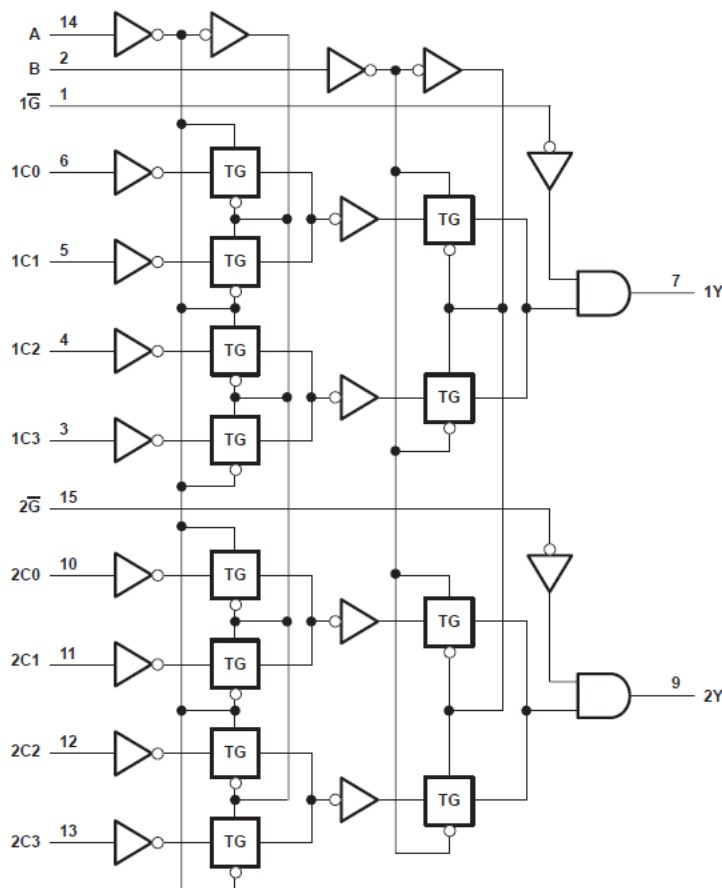 A 14
B 2
1G̅ 1
1C0 6 TG
TG
1C1 5 TG
7 1Y
1C2 4 TG
TG
1C3 3 TG
2G̅ 15
2C0 10 TG
TG
2C1 11 TG
9 2Y
2C2 12 TG
TG
2C3 13 TG